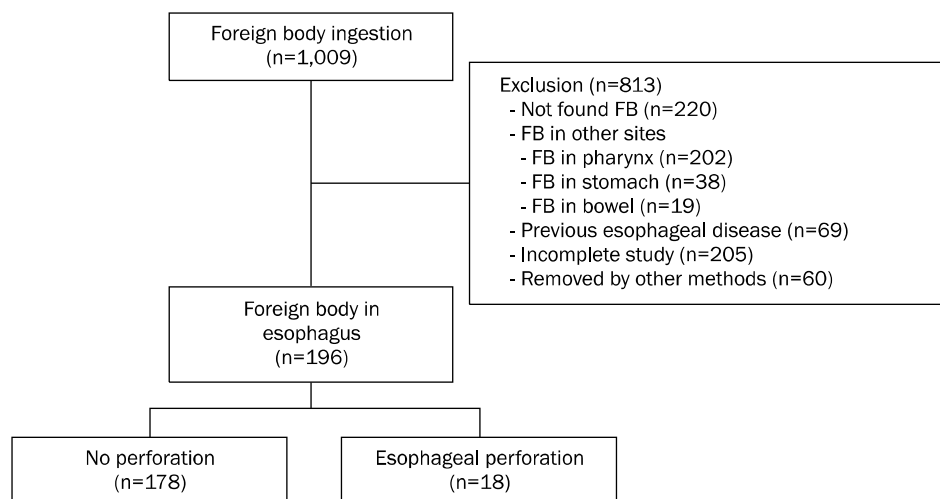 Foreign body ingestion
(n=1,009)
Exclusion (n=813)
- Not found FB (n=220)
- FB in other sites
- FB in pharynx (n=202)
- FB in stomach (n=38)
- FB in bowel (n=19)
- Previous esophageal disease (n=69)
- Incomplete study (n=205)
- Removed by other methods (n=60)
Foreign body in
esophagus
(n=196)
No perforation
(n=178)
Esophageal perforation
(n=18)